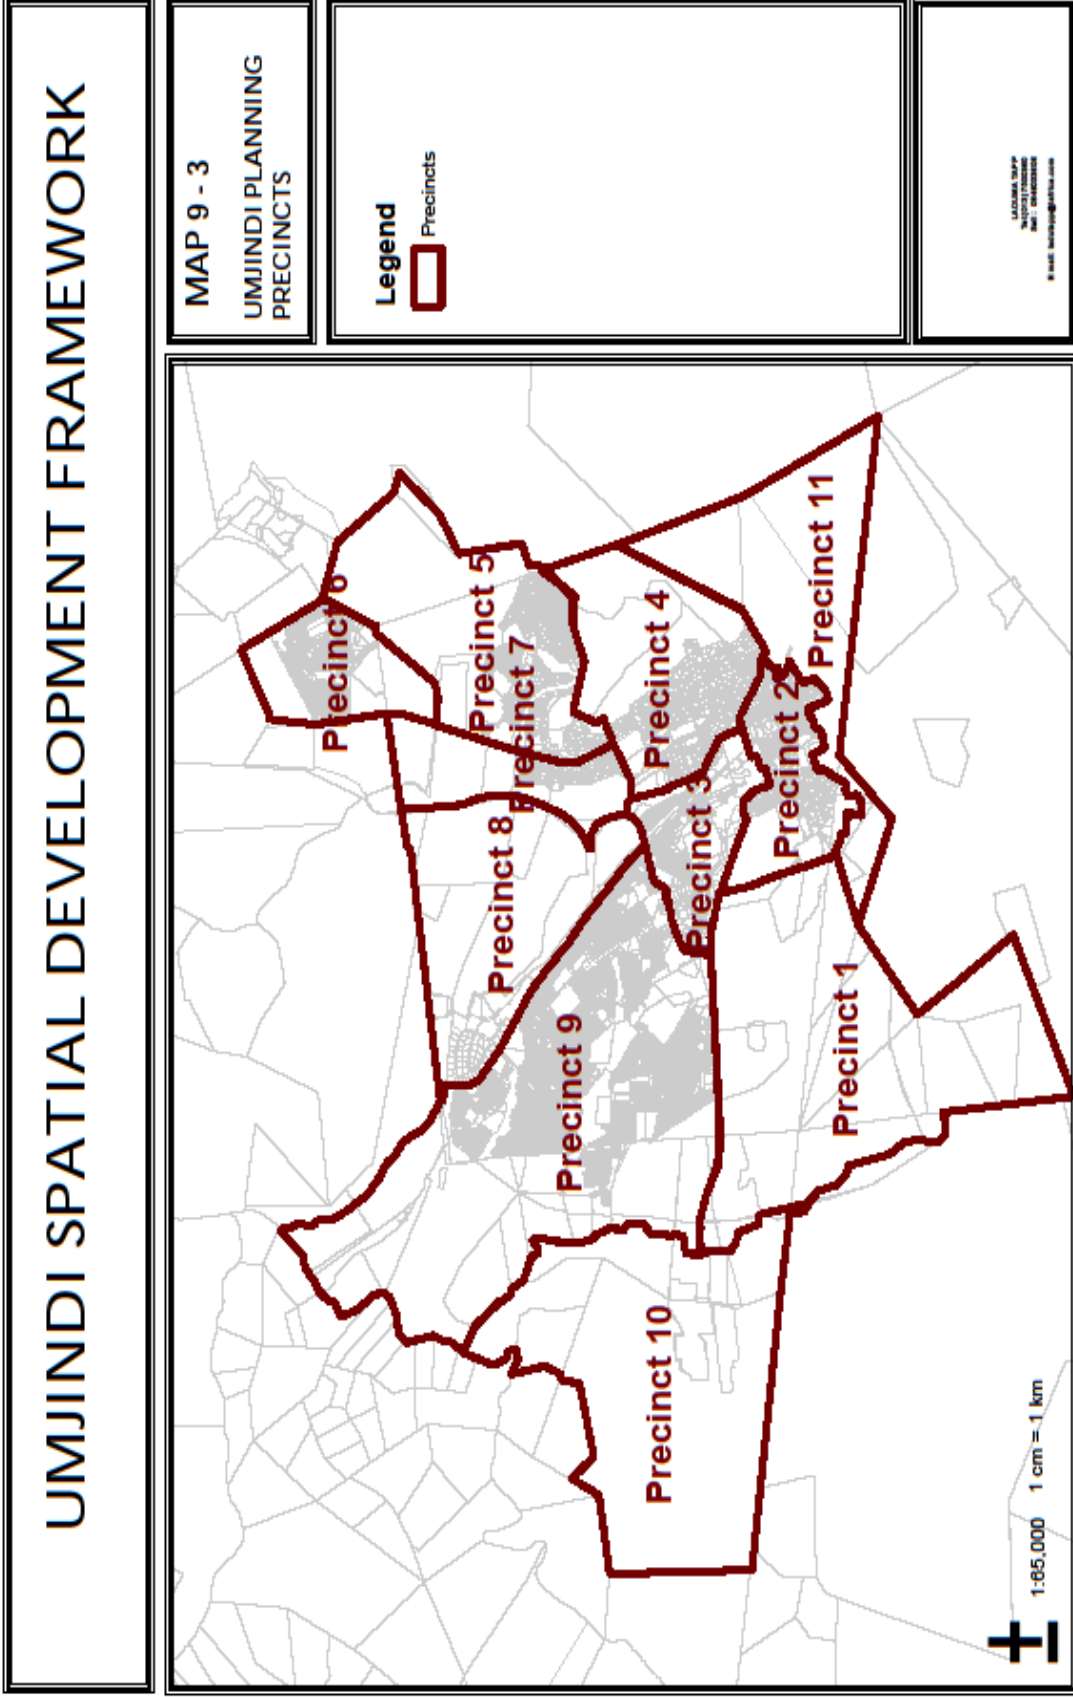 UMJINDI SPATIAL DEVELOPMENT FRAMEWORK
MAP 9 - 3
UMJINDI PLANNING
PRECINCTS
Legend
Precincts
Precinct 6
Precinct 5
Precinct 7
Precinct 8
Precinct 4
Precinct 3
Precinct 2
Precinct 11
Precinct 9
Precinct 1
Precinct 10
1:65,000 1 cm = 1 km